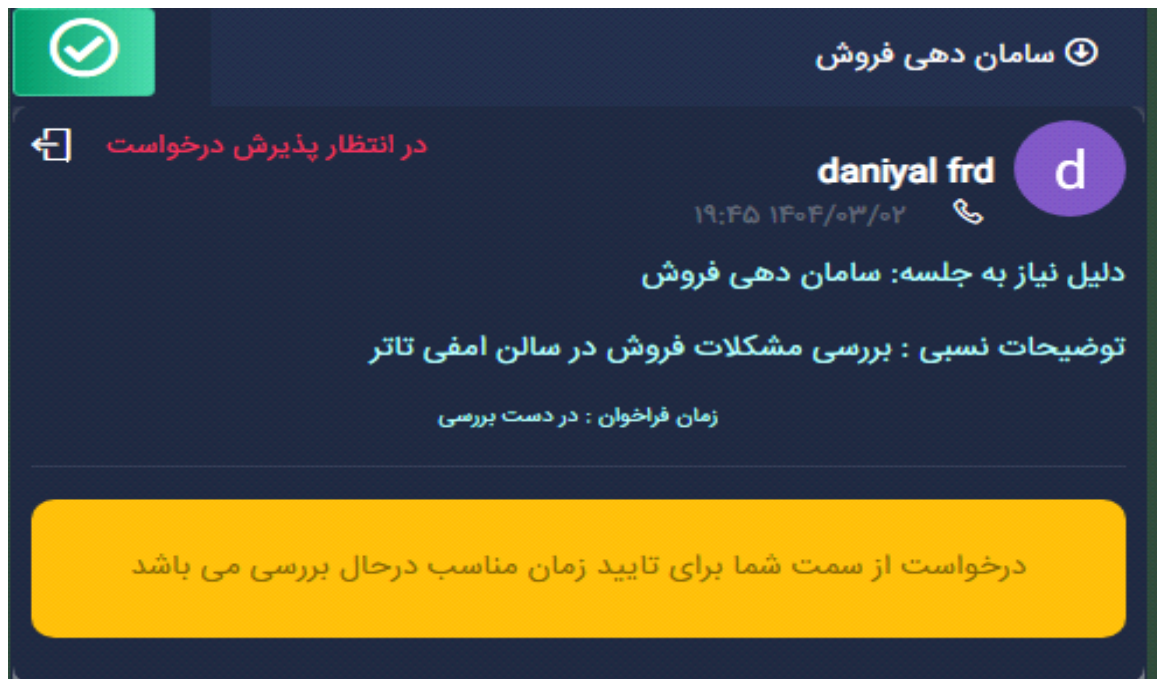 سامان دهی فروش
در انتظار پذیرش درخواست
d
daniyal frd
۱۴۰۴/۰۳/۰۲ ۱۹:۴۵
دلیل نیاز به جلسه: سامان دهی فروش
توضیحات نسبی : بررسی مشکلات فروش در سالن امفی تاتر
زمان فراخوان : در دست بررسی
درخواست از سمت شما برای تایید زمان مناسب درحال بررسی می باشد